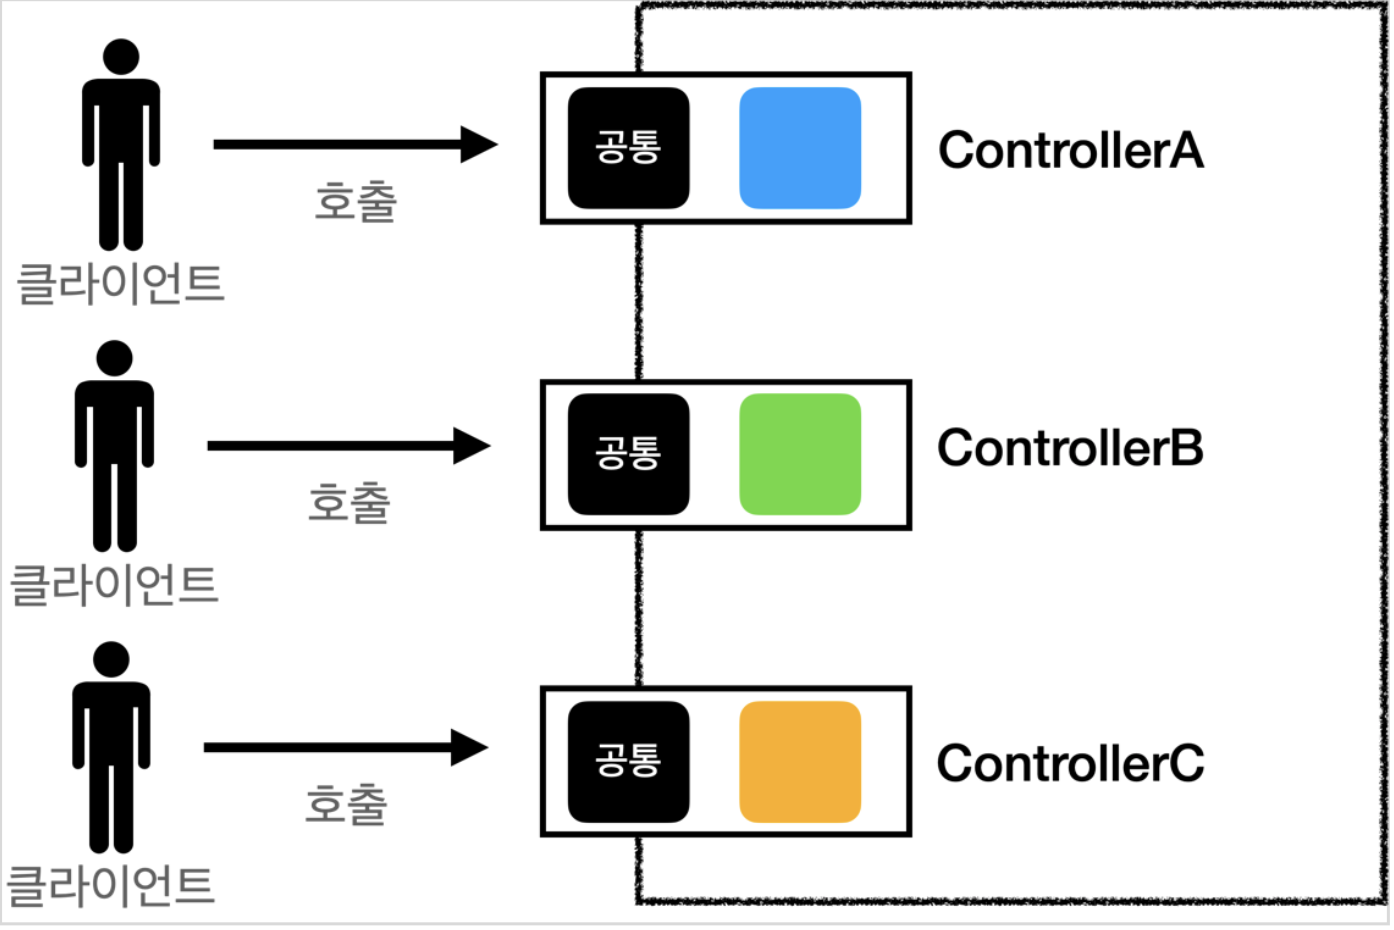 공통
ControllerA
호출
클라이언트
공통
ControllerB
호출
클라이언트
공통
ControllerC
호출
클라이언트